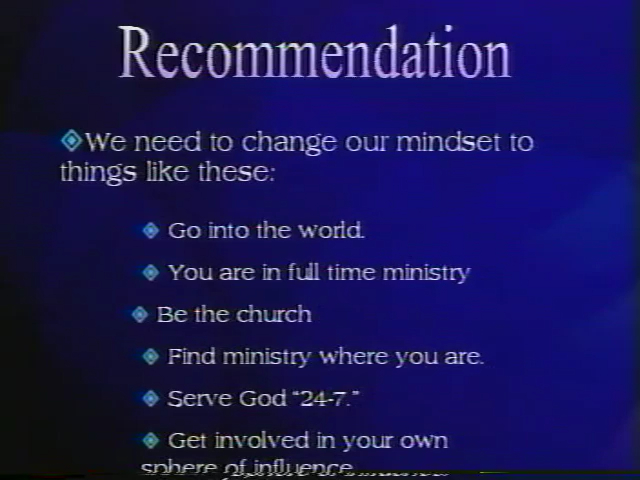 Recommendation
We need to change our mindset to
things like these:
Go into the world.
You are in full time ministry
Be the church
Find ministry where you are.
Serve God “24-7.”
Get involved in your own
sphere of influence